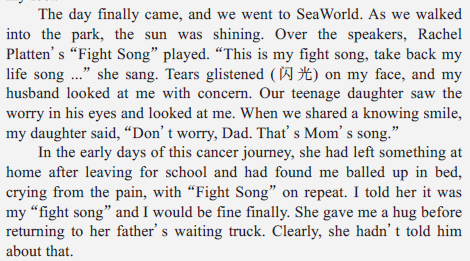 The day finally came, and we went to SeaWorld. As we walked
into the park, the sun was shining. Over the speakers, Rachel
Platten's “Fight Song” played. “This is my fight song, take back my
life song ...” she sang. Tears glistened (闪光) on my face, and my
husband looked at me with concern. Our teenage daughter saw the
worry in his eyes and looked at me. When we shared a knowing smile,
my daughter said, “Don't worry, Dad. That's Mom's song.”
In the early days of this cancer journey, she had left something at
home after leaving for school and had found me balled up in bed,
crying from the pain, with “Fight Song” on repeat. I told her it was
my “fight song” and I would be fine finally. She gave me a hug before
returning to her father's waiting truck. Clearly, she hadn't told him
about that.